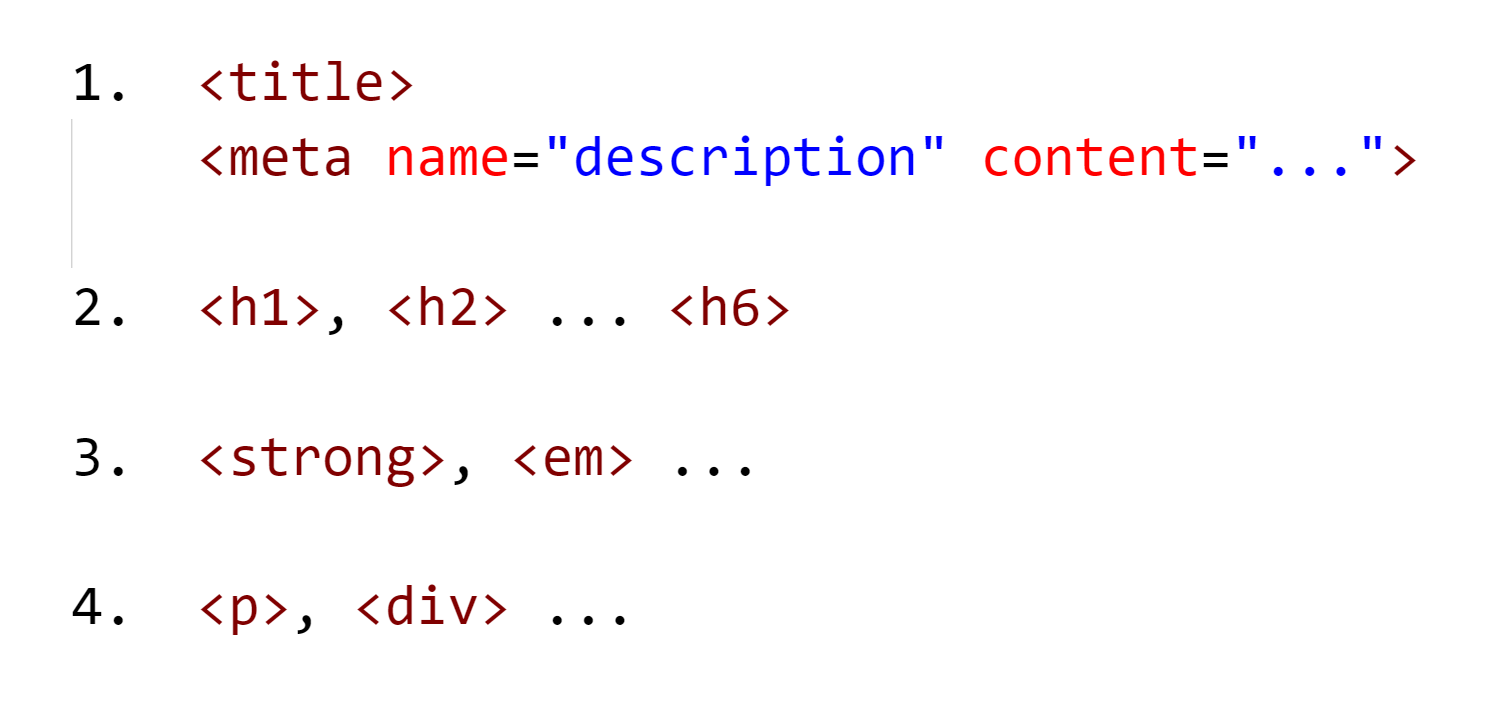 1. <title>
<meta name="description" content="...">
2. <h1>, <h2> ... <h6>
3. <strong>, <em> ...
4. <p>, <div> ...